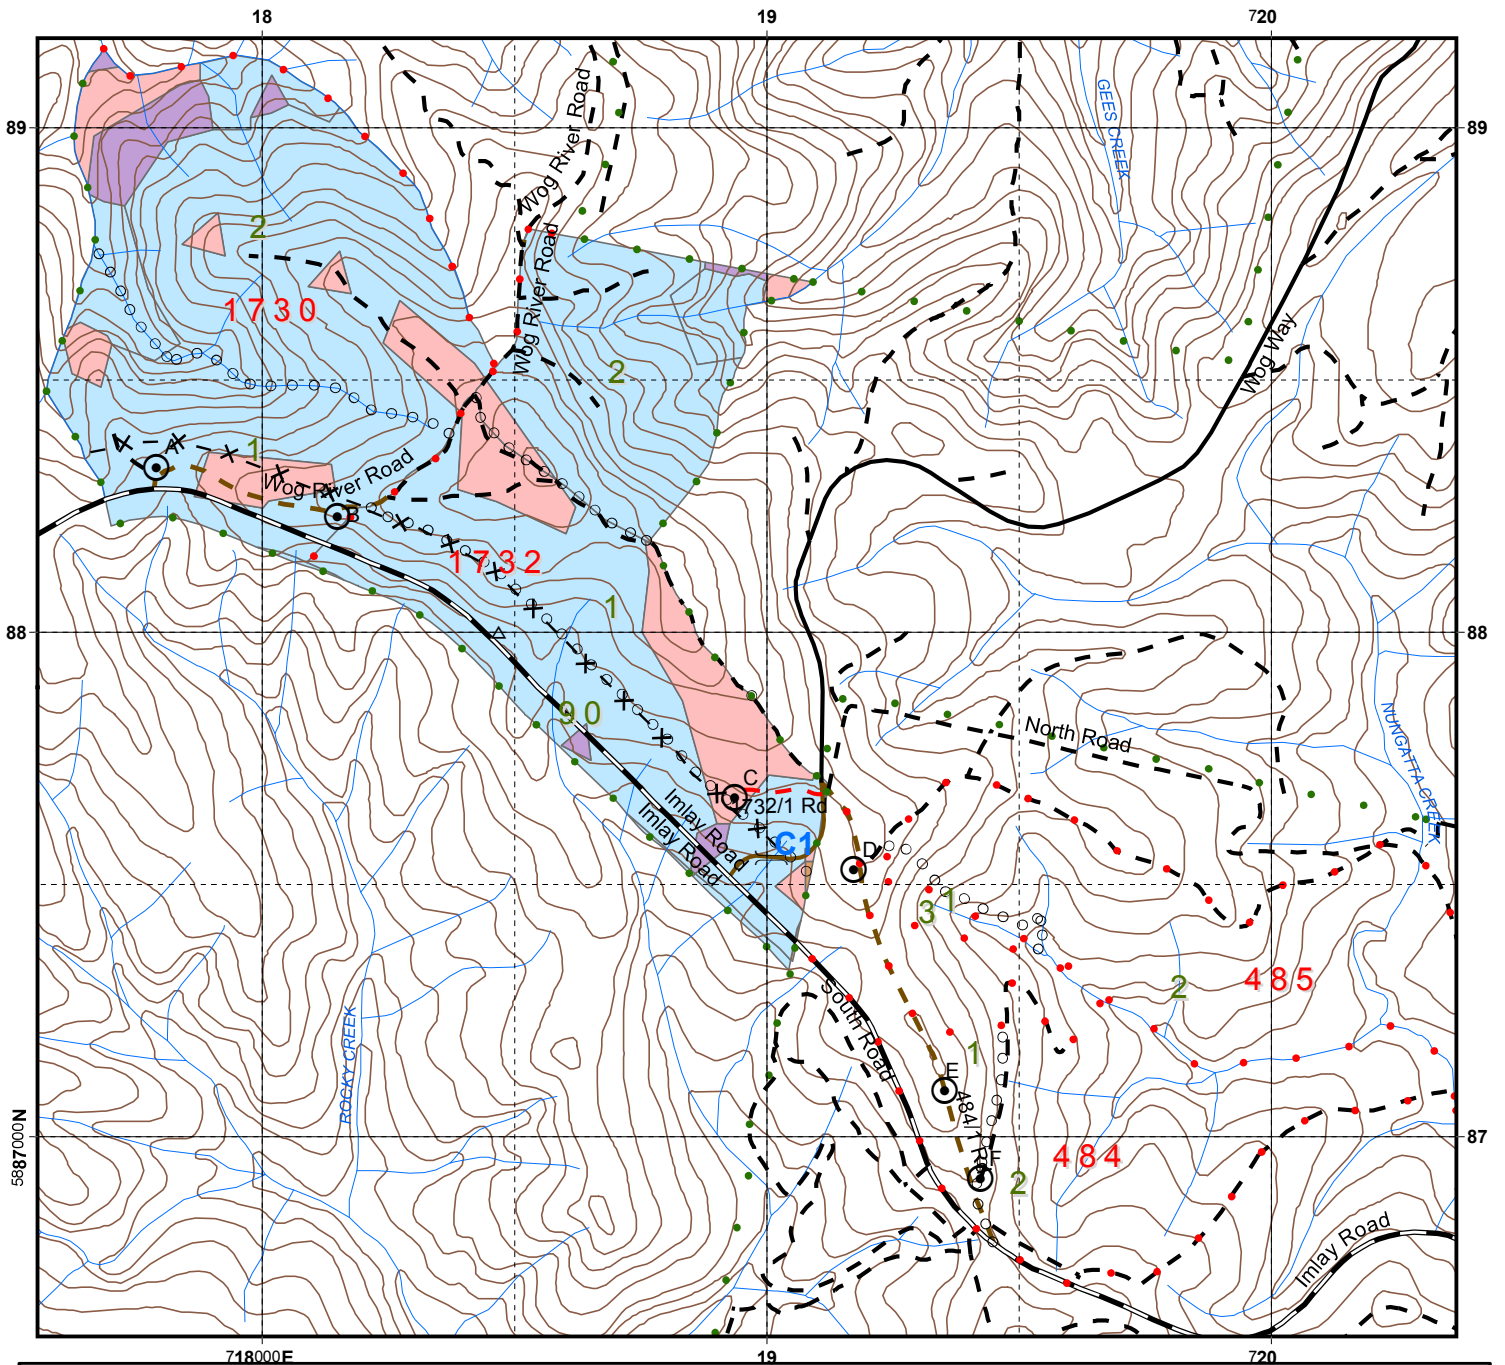 18
19
720
89
89
GEES CREEK
Wog River Road
Wog River Road
2
1730
2
Wog Way
A
1
Wog River Road
B
1732
1
88
88
90
North Road
NUNGATTA CREEK
C
732/1 Rd
Imlay Road
Imlay Road
C1
D
31
2
485
South Road
ROCKY CREEK
1
E
484/1 Rd
F
484
2
5887000N
87
Imlay Road
718000E
19
720